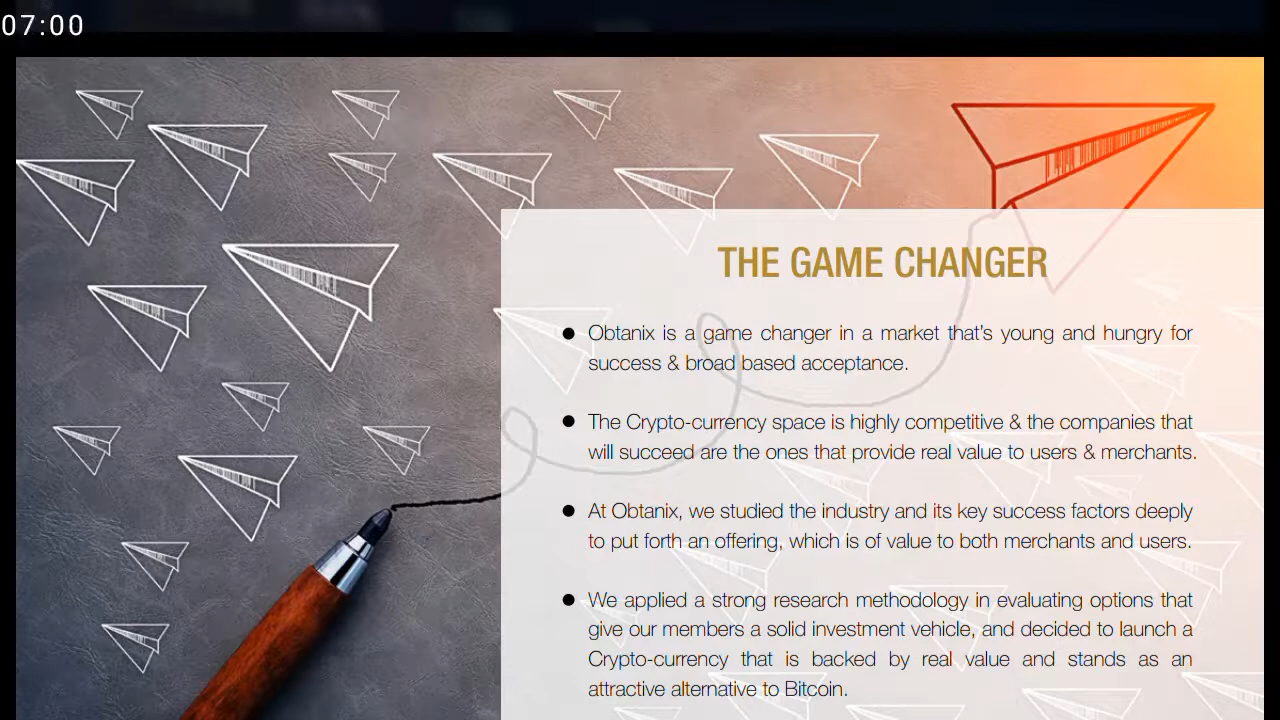 07:00
THE GAME CHANGER
● Obtanix is a game changer in a market that's young and hungry for
success & broad based acceptance.
● The Crypto-currency space is highly competitive & the companies that
will succeed are the ones that provide real value to users & merchants.
● At Obtanix, we studied the industry and its key success factors deeply
to put forth an offering, which is of value to both merchants and users.
● We applied a strong research methodology in evaluating options that
give our members a solid investment vehicle, and decided to launch a
Crypto-currency that is backed by real value and stands as an
attractive alternative to Bitcoin.